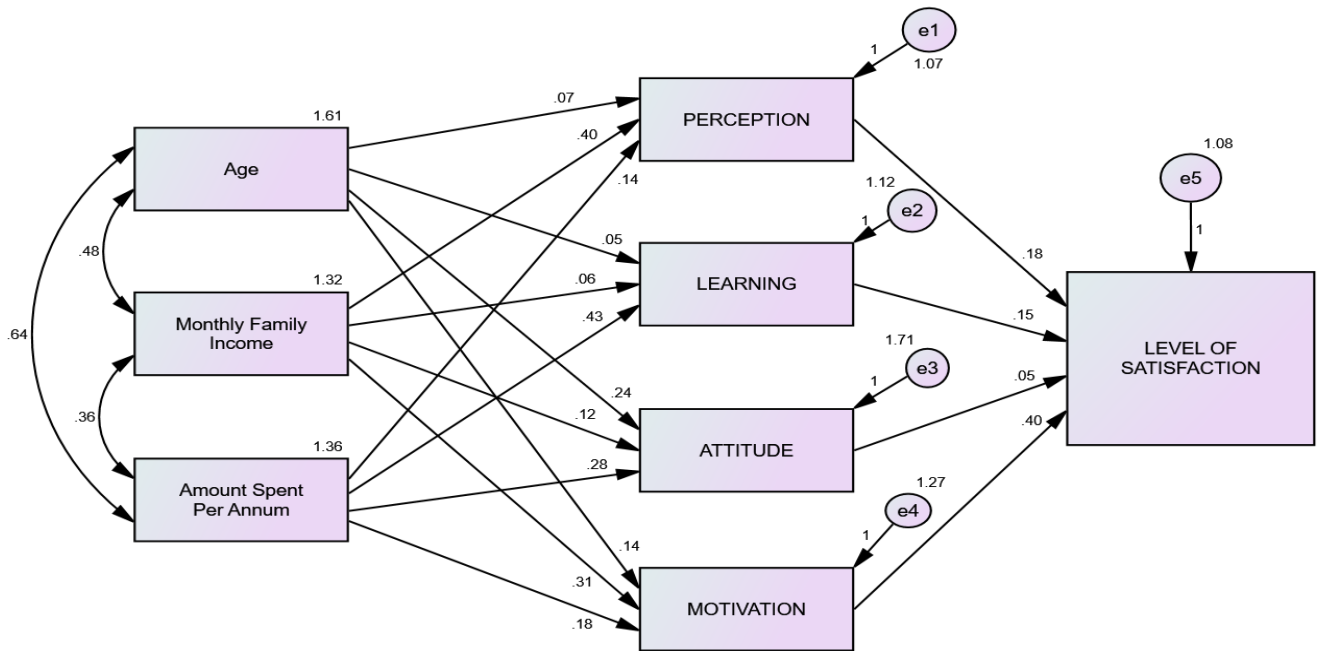 e1
1
1.07
1.61
.07
PERCEPTION
.40
.14
Age
1.08
e5
1
1.12
e2
1
.05
.48
1.32
.06
LEARNING
.18
Monthly Family
Income
.43
.15
.64
LEVEL OF
SATISFACTION
1.71
e3
1
.24
.12
.05
.36
1.36
ATTITUDE
.40
.28
Amount Spent
Per Annum
1.27
e4
1
.14
.31
MOTIVATION
.18